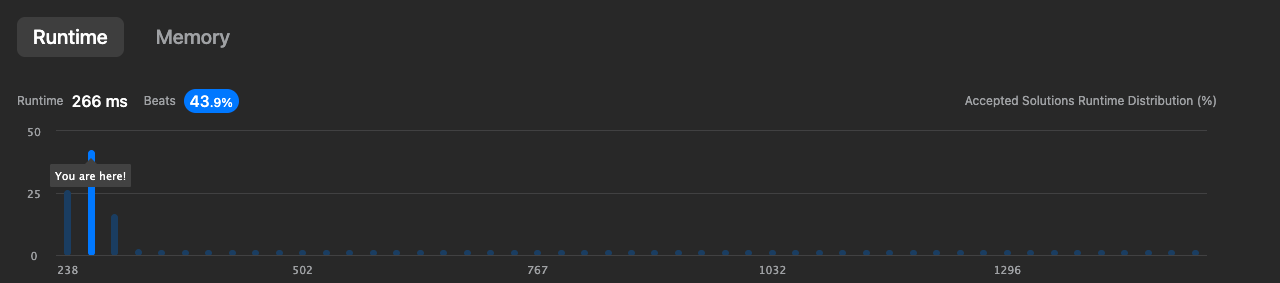 Runtime Memory
Runtime 266 ms Beats 43.9% Accepted Solutions Runtime Distribution (%)
50
You are here!
25
0
238 502 767 1032 1296